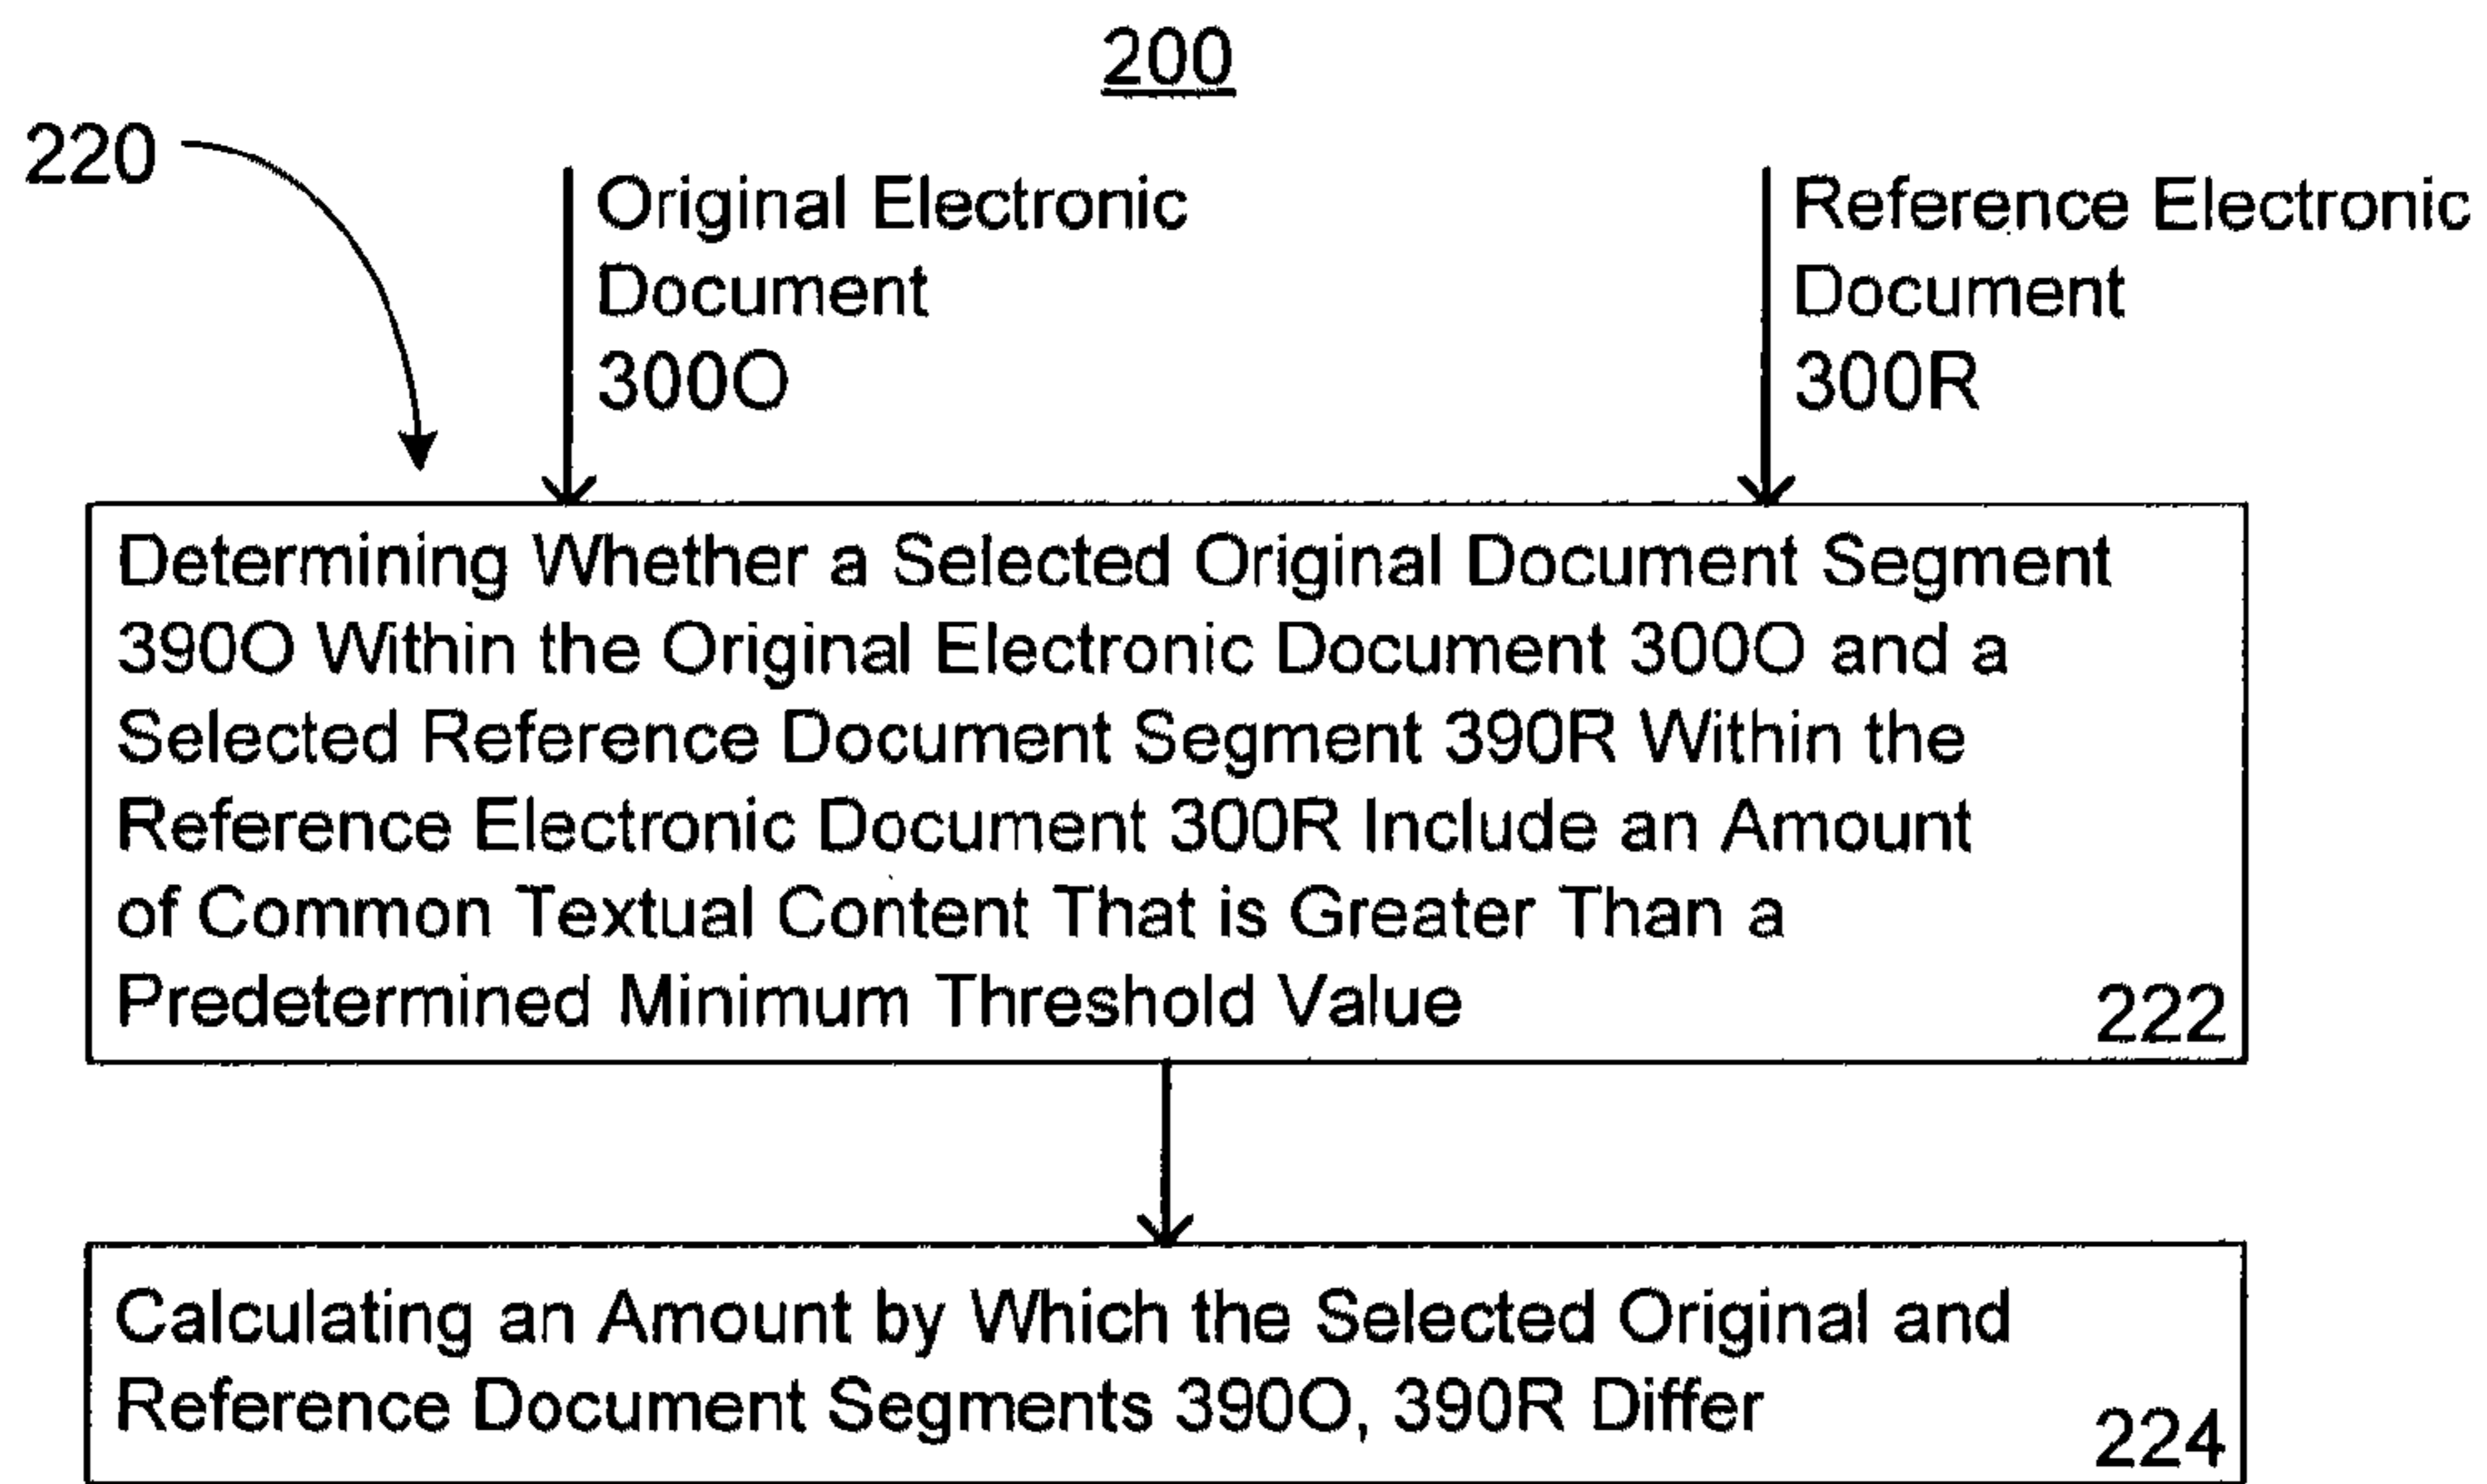 200
220
Original Electronic
Document
300O
Reference Electronic
Document
300R
Determining Whether a Selected Original Document Segment
390O Within the Original Electronic Document 300O and a
Selected Reference Document Segment 390R Within the
Reference Electronic Document 300R Include an Amount
of Common Textual Content That is Greater Than a
Predetermined Minimum Threshold Value
222
Calculating an Amount by Which the Selected Original and
Reference Document Segments 390O, 390R Differ
224